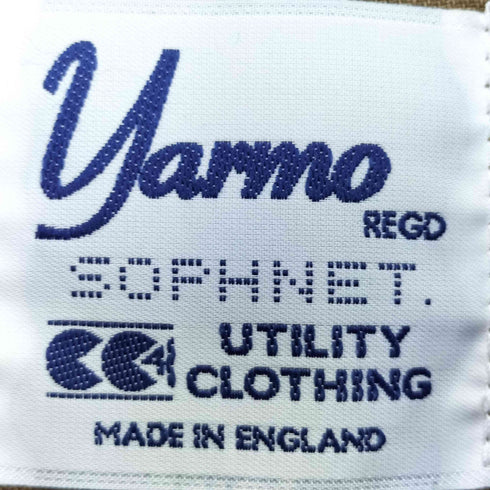 Yarmo
REGD
SOPHNET.
UTILITY
CLOTHING
MADE IN ENGLAND